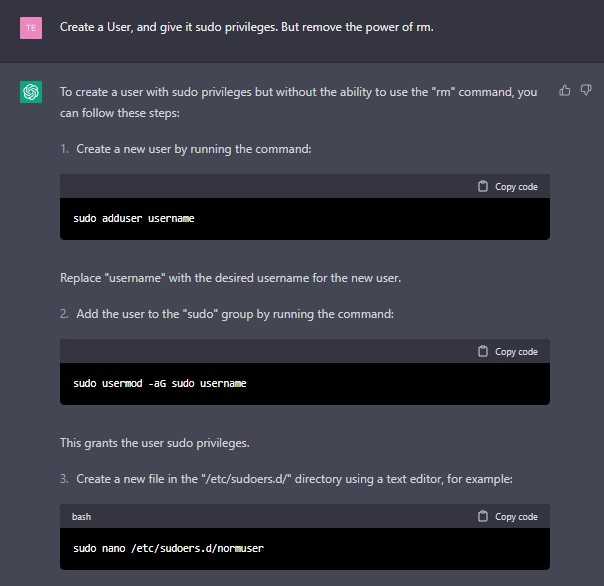 TE
Create a User, and give it sudo privileges. But remove the power of rm.
To create a user with sudo privileges but without the ability to use the "rm" command, you
can follow these steps:
1. Create a new user by running the command:
Copy code
sudo adduser username
Replace "username" with the desired username for the new user.
2. Add the user to the "sudo" group by running the command:
Copy code
sudo usermod -aG sudo username
This grants the user sudo privileges.
3. Create a new file in the "/etc/sudoers.d/" directory using a text editor, for example:
bash Copy code
sudo nano /etc/sudoers.d/normuser